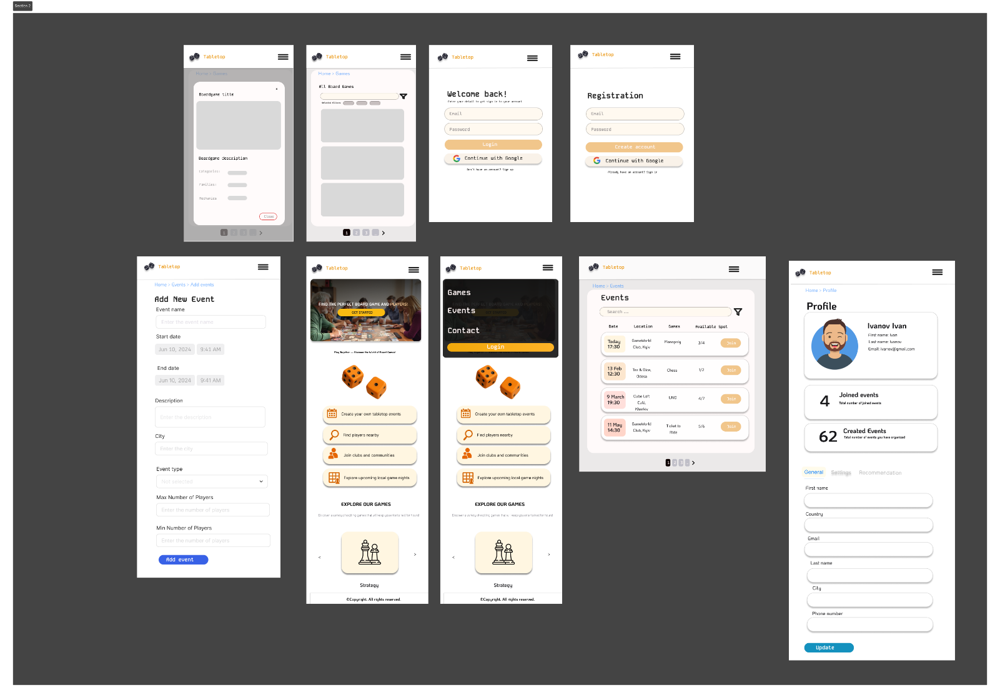 Section 2
Tabletop
Home > Games
Boardgame title
x
Boardgame description
Categories:
Families:
Mechanics
Close
1 2 3 ...
>
Tabletop
Home > Games
All Board Games
Selected filters:
1 2 3 ...
>
Tabletop
Welcome back!
Enter your detail to get sign in to your account
Email
Password
Login
Continue with Google
Don't have an account? Sign up
Tabletop
Registration
Email
Password
Create account
Continue with Google
Already have an account? Sign in
Tabletop
Home > Events > Add events
Add New Event
Event name
Enter the event name
Start date
Jun 10, 2024 9:41 AM
End date
Jun 10, 2024 9:41 AM
Description
Enter the description
City
Enter the city
Event type
Not selected
Max Number of Players
Enter the number of players
Min Number of Players
Enter the number of players
Add event
Tabletop
FIND THE PERFECT BOARD GAME AND PLAYERS!
GET STARTED
Play Together — Discover the World of Board Games!
Create your own tabletop events
Find players nearby
Join clubs and communities
Explore upcoming local game nights
EXPLORE OUR GAMES
Discover a variety of exciting games that will keep you entertained for hours!
< >
Strategy
©Copyright. All rights reserved.
Tabletop
Games
FIND THE PERFECT BOARD GAME AND PLAYERS!
Events
GET STARTED
Contact
Login
Create your own tabletop events
Find players nearby
Join clubs and communities
Explore upcoming local game nights
EXPLORE OUR GAMES
Discover a variety of exciting games that will keep you entertained for hours!
< >
Strategy
©Copyright. All rights reserved.
Tabletop
Home > Events
Events
Search ...
Date Location Games Available Spot
Today
17:30
GameWorld
Club, Kyiv
Monopoly 3/4 Join
13 Feb
12:30
Tea & Dice,
Odesa
Chess 1/2 Join
9 March
19:30
Cube Loft
Café,
Kharkiv
UNO 4/7 Join
11 May
14:30
GameWorld
Club, Kyiv
Ticket to
Ride
5/6 Join
1 2 3 ...
>
Tabletop
Home > Profile
Profile
Ivanov Ivan
First name: Ivan
Last name: Ivanov
Email: ivanov@gmail.com
4
Joined events
Total number of joined events
62
Created Events
Total number of events you have organized
General Settings Recommendation
First name
Country
Email
Last name
City
Phone number
Update